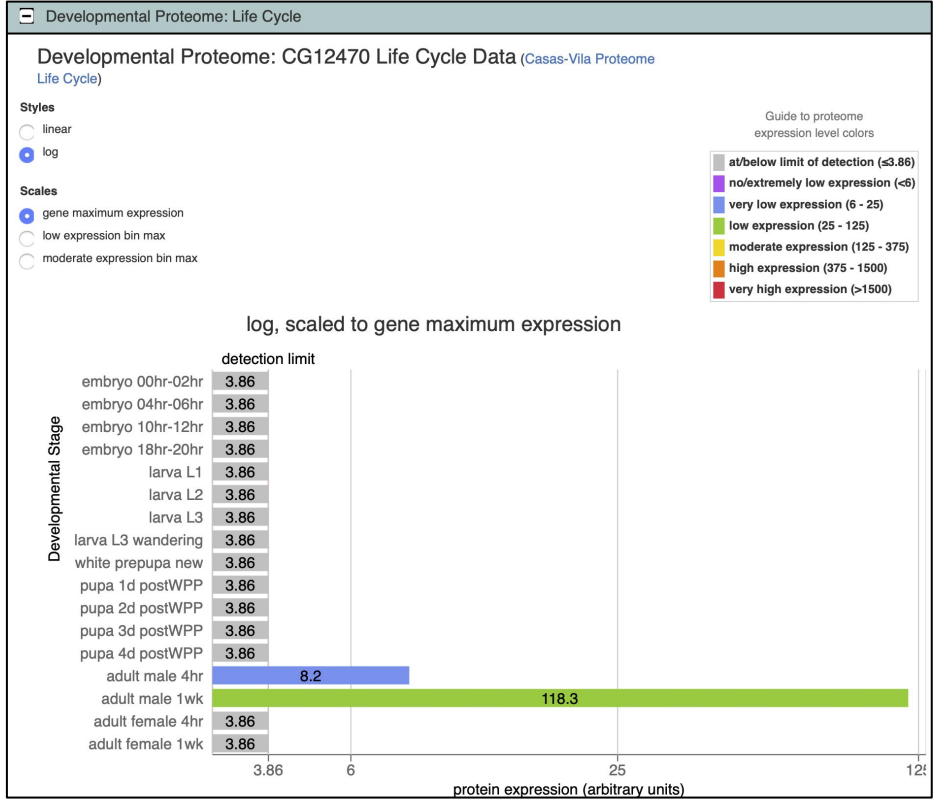 Developmental Proteome: Life Cycle
Developmental Proteome: CG12470 Life Cycle Data (Casas-Vila Proteome
Life Cycle)
Styles
linear
log
Scales
gene maximum expression
low expression bin max
moderate expression bin max
Guide to proteome
expression level colors
at/below limit of detection (≤3.86)
no/extremely low expression (<6)
very low expression (6 - 25)
low expression (25 - 125)
moderate expression (125 - 375)
high expression (375 - 1500)
very high expression (>1500)
log, scaled to gene maximum expression
detection limit
Developmental Stage
embryo 00hr-02hr 3.86
embryo 04hr-06hr 3.86
embryo 10hr-12hr 3.86
embryo 18hr-20hr 3.86
larva L1 3.86
larva L2 3.86
larva L3 3.86
larva L3 wandering 3.86
white prepupa new 3.86
pupa 1d postWPP 3.86
pupa 2d postWPP 3.86
pupa 3d postWPP 3.86
pupa 4d postWPP 3.86
adult male 4hr 8.2
adult male 1wk 118.3
adult female 4hr 3.86
adult female 1wk 3.86
3.86 6 25
protein expression (arbitrary units)